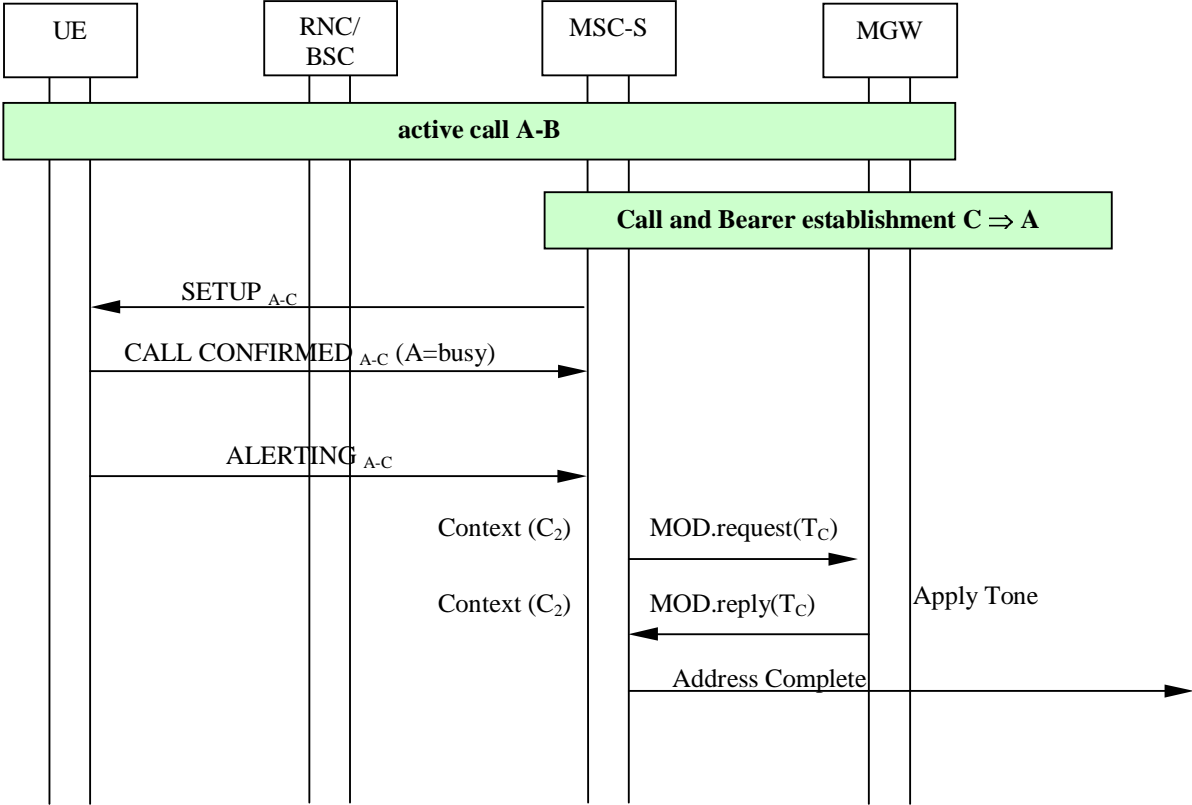 UE
RNC/
BSC
MSC-S
MGW
active call A-B
Call and Bearer establishment C ⇒ A
SETUP A-C
CALL CONFIRMED A-C (A=busy)
ALERTING A-C
Context (C2) MOD.request(TC)
Context (C2) MOD.reply(TC) Apply Tone
Address Complete